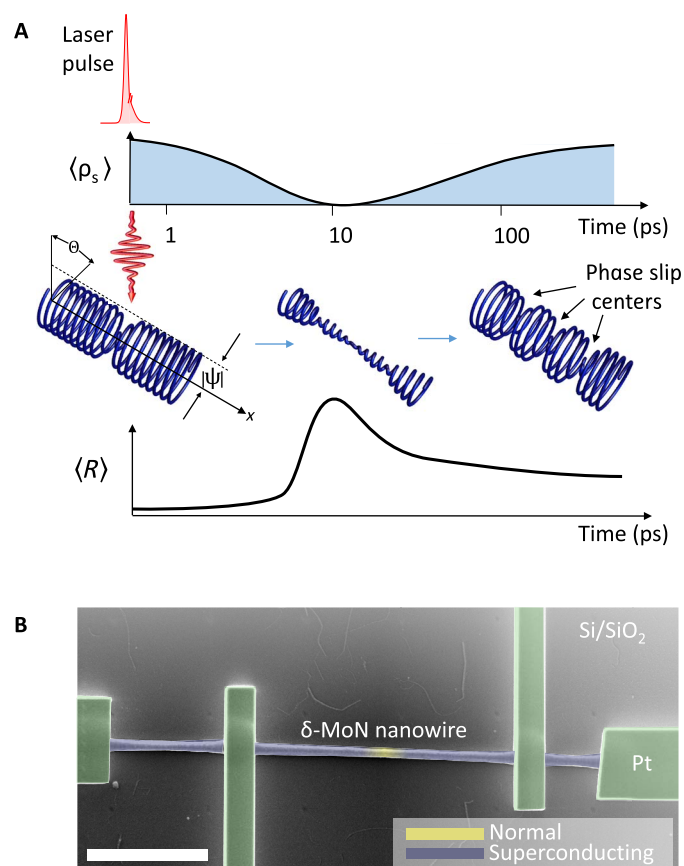 A
Laser
pulse
⟨ρₛ⟩
1
10
100
Time (ps)
Θ
Phase slip
centers
|ψ|
x
⟨R⟩
Time (ps)
B
Si/SiO₂
δ-MoN nanowire
Pt
Normal
Superconducting